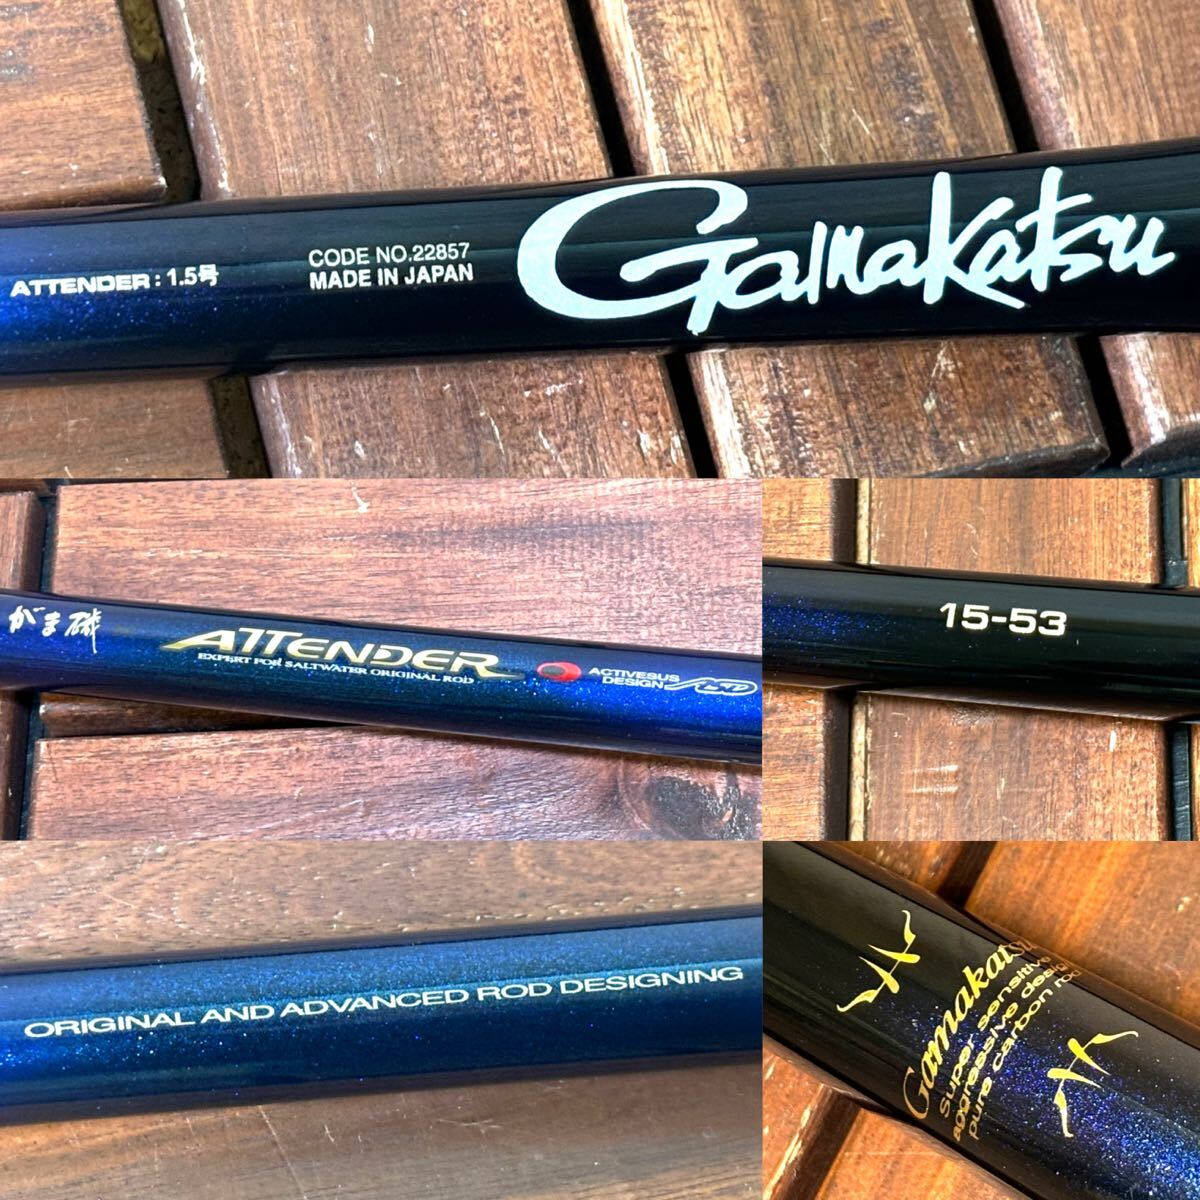 ATTENDER : 1.5号
CODE NO.22857
MADE IN JAPAN
Gamakatsu
がま磯
ATTENDER
EXPERT FOR SALTWATER ORIGINAL ROD
ACTIVESUS
DESIGN
ASD
15-53
ORIGINAL AND ADVANCED ROD DESIGNING
Gamakatsu
Super sensitive
aggressive design
pure carbon rod